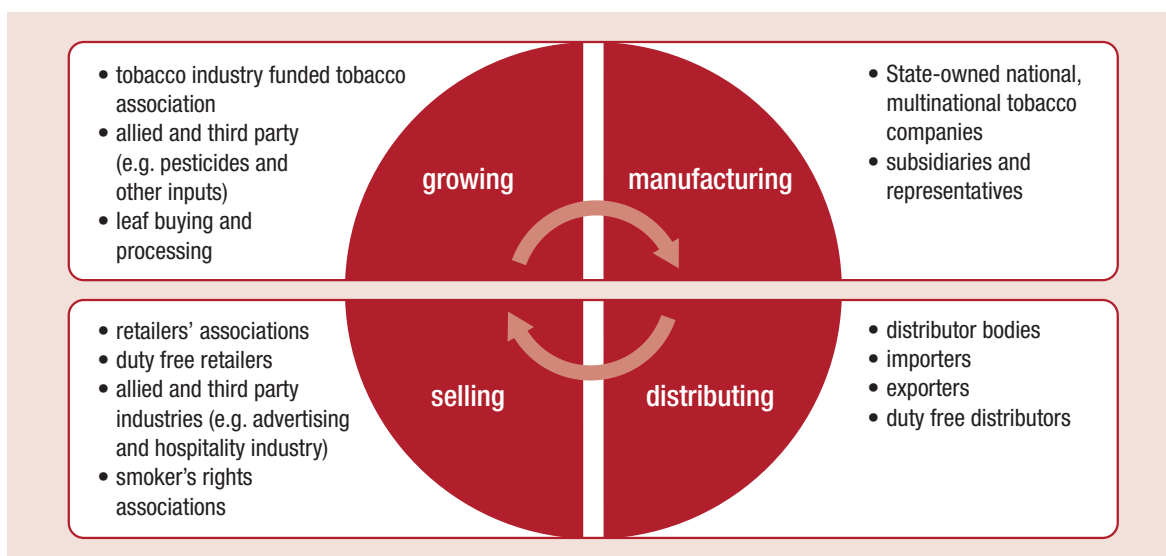 • tobacco industry funded tobacco
association
• allied and third party
(e.g. pesticides and
other inputs)
• leaf buying and
processing
growing
manufacturing
• State-owned national,
multinational tobacco
companies
• subsidiaries and
representatives
• retailers’ associations
• duty free retailers
• allied and third party
industries (e.g. advertising
and hospitality industry)
• smoker’s rights
associations
selling
distributing
• distributor bodies
• importers
• exporters
• duty free distributors